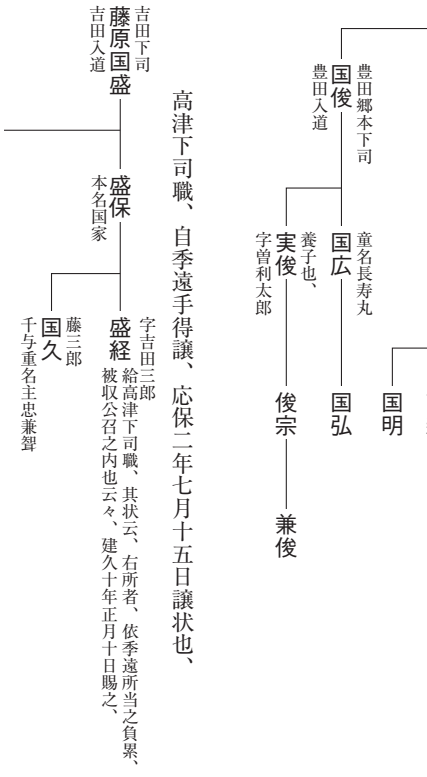 国明
豊田郷本下司
国俊
豊田入道
童名長寿丸
国広
国弘
養子也、
実俊
字曽利太郎
俊宗
兼俊
高津下司職、自季遠手得譲、応保二年七月十五日譲状也、
吉田下司
藤原国盛
吉田入道
盛保
本名国家
字吉田三郎
盛経
給高津下司職、其状云、右所者、依季遠所当之負累、
被収公召之内也云々、建久十年正月十日賜之、
藤三郎
国久
千与重名主忠兼聟